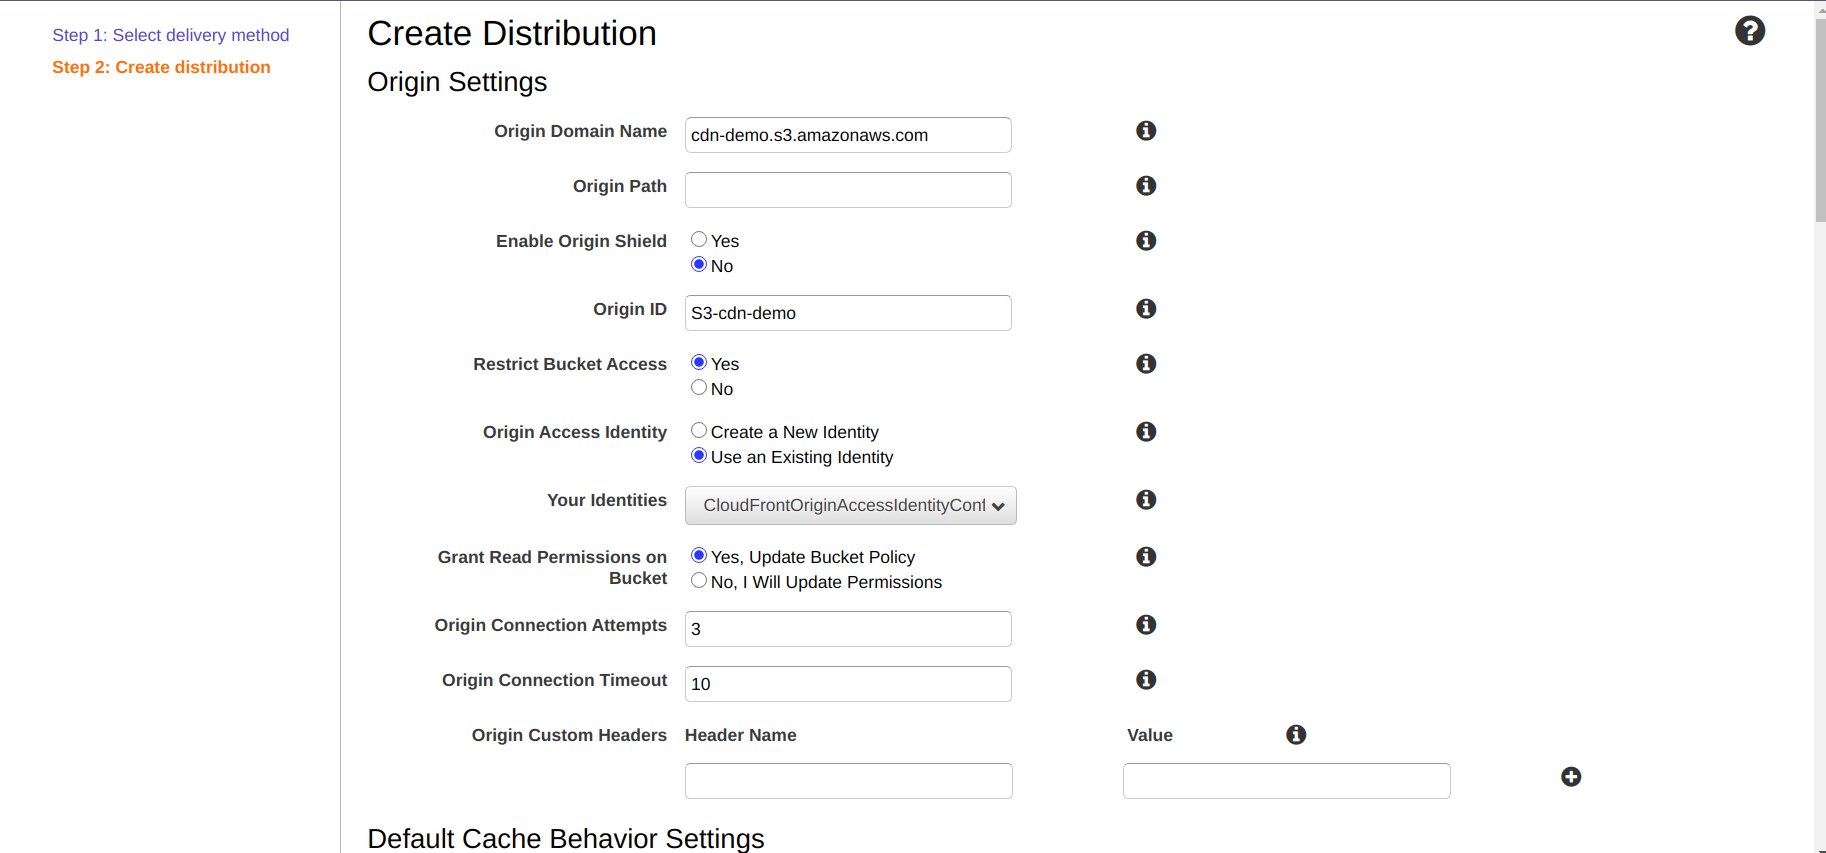 Step 1: Select delivery method
Step 2: Create distribution
Create Distribution
Origin Settings
Origin Domain Name cdn-demo.s3.amazonaws.com
Origin Path
Enable Origin Shield Yes
No
Origin ID S3-cdn-demo
Restrict Bucket Access Yes
No
Origin Access Identity Create a New Identity
Use an Existing Identity
Your Identities CloudFrontOriginAccessIdentityConf
Grant Read Permissions on Bucket Yes, Update Bucket Policy
No, I Will Update Permissions
Origin Connection Attempts 3
Origin Connection Timeout 10
Origin Custom Headers Header Name Value
Default Cache Behavior Settings